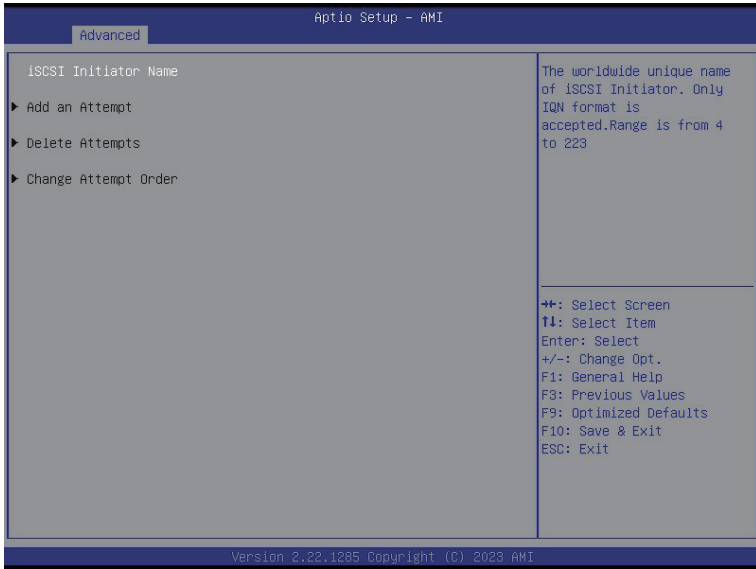 Aptio Setup - AMI
Advanced
iSCSI Initiator Name
▶ Add an Attempt
▶ Delete Attempts
▶ Change Attempt Order
The worldwide unique name
of iSCSI Initiator. Only
IQN format is
accepted.Range is from 4
to 223
→←: Select Screen
↑↓: Select Item
Enter: Select
+/-: Change Opt.
F1: General Help
F3: Previous Values
F9: Optimized Defaults
F10: Save & Exit
ESC: Exit
Version 2.22.1285 Copyright (C) 2023 AMI